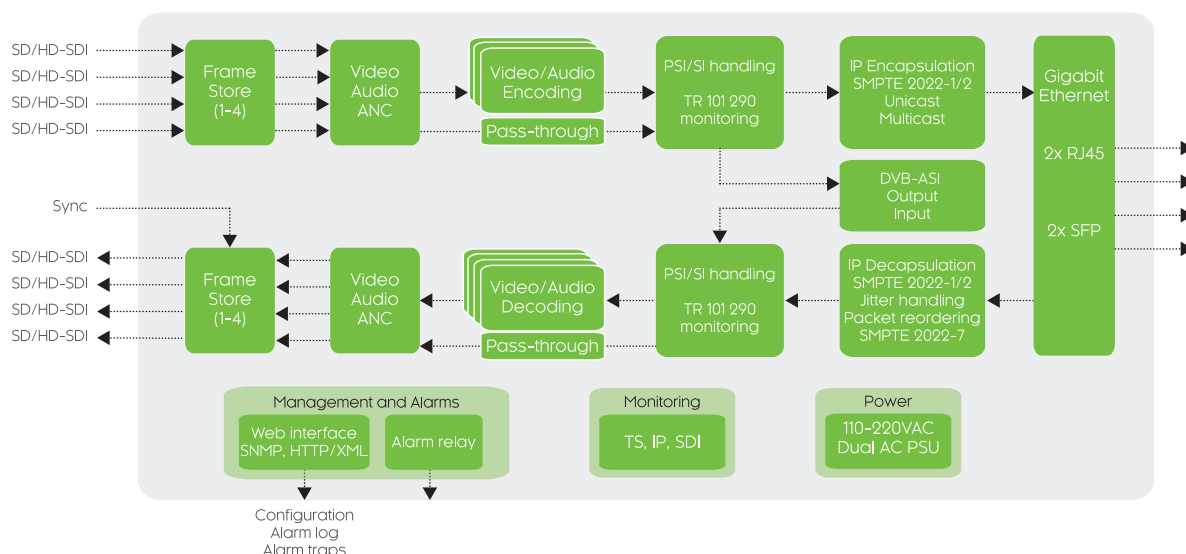 SD/HD-SDI
SD/HD-SDI
SD/HD-SDI
SD/HD-SDI
Frame
Store
(1-4)
Video
Audio
ANC
Video/Audio
Encoding
Pass-through
PSI/SI handling
TR 101 290
monitoring
IP Encapsulation
SMPTE 2022-1/2
Unicast
Multicast
Gigabit
Ethernet
2x RJ45
2x SFP
DVB-ASI
Output
Input
Sync
SD/HD-SDI
SD/HD-SDI
SD/HD-SDI
SD/HD-SDI
Frame
Store
(1-4)
Video
Audio
ANC
Video/Audio
Decoding
Pass-through
PSI/SI handling
TR 101 290
monitoring
IP Decapsulation
SMPTE 2022-1/2
Jitter handling
Packet reordering
SMPTE 2022-7
Management and Alarms
Web interface
SNMP, HTTP/XML
Alarm relay
Monitoring
TS, IP, SDI
Power
110-220VAC
Dual AC PSU
Configuration
Alarm log
Alarm traps